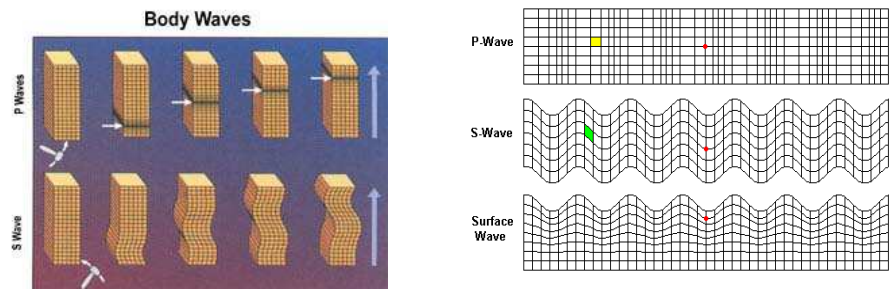 Body Waves
P Waves
S Wave
P-Wave
S-Wave
Surface
Wave